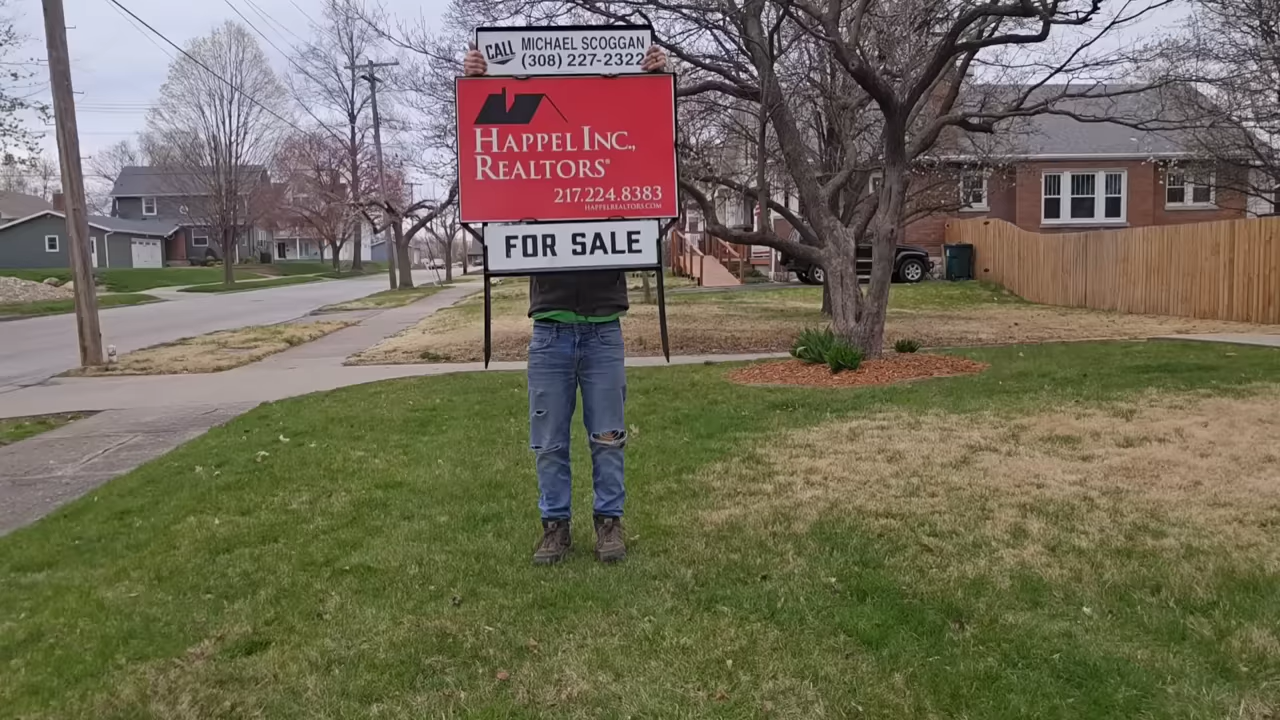 CALL MICHAEL SCOGGAN
(308) 227-2322
HAPPEL INC.,
REALTORS®
217.224.8383
HAPPELREALTORS.COM
FOR SALE